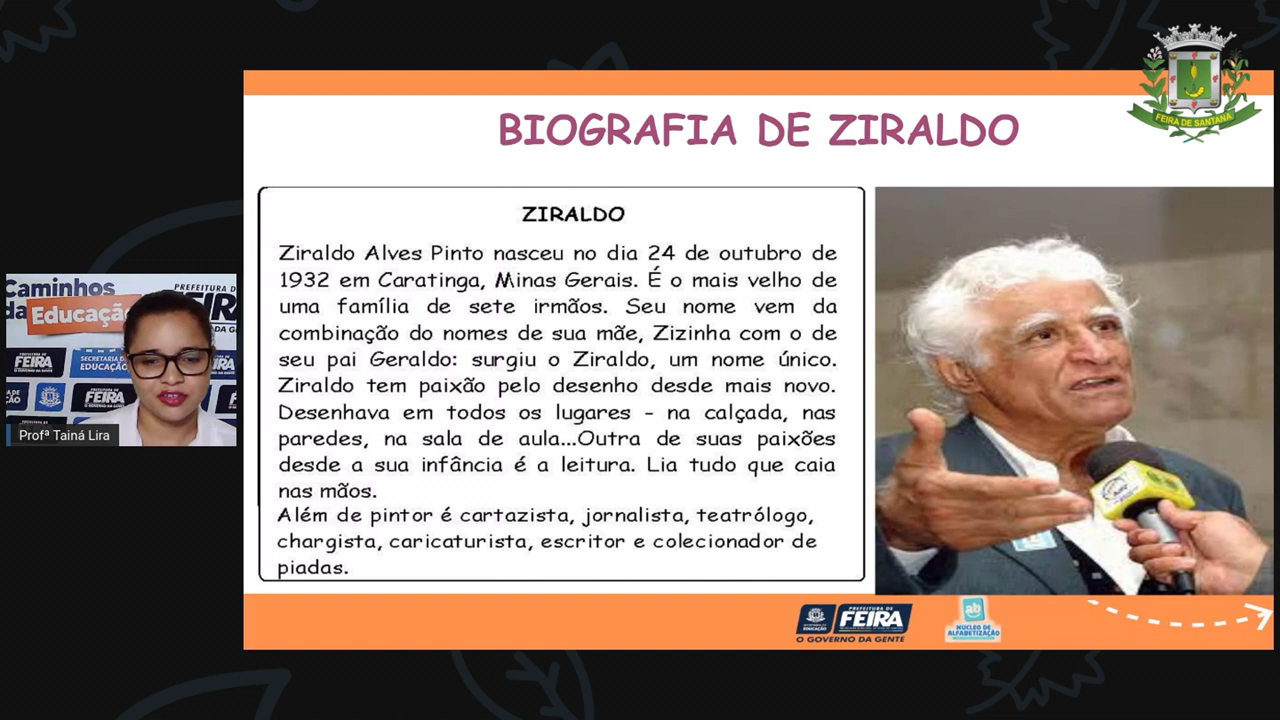 FEIRA DE SANTANA
BIOGRAFIA DE ZIRALDO
ZIRALDO
Ziraldo Alves Pinto nasceu no dia 24 de outubro de
1932 em Caratinga, Minas Gerais. É o mais velho de
uma família de sete irmãos. Seu nome vem da
combinação do nomes de sua mãe, Zizinha com o de
seu pai Geraldo: surgiu o Ziraldo, um nome único.
Ziraldo tem paixão pelo desenho desde mais novo.
Desenhava em todos os lugares - na calçada, nas
paredes, na sala de aula...Outra de suas paixões
desde a sua infância é a leitura. Lia tudo que caia
nas mãos.
Além de pintor é cartazista, jornalista, teatrólogo,
chargista, caricaturista, escritor e colecionador de
piadas.
Caminhos
da Educação
PREFEITURA DE
FEIRA
SECRETARIA
EDUCAÇÃO
FEIRA
Profª Tainá Lira
PREFEITURA DE
FEIRA
O GOVERNO DA GENTE
EDUCAÇÃO
ab
NÚCLEO DE
ALFABETIZAÇÃO